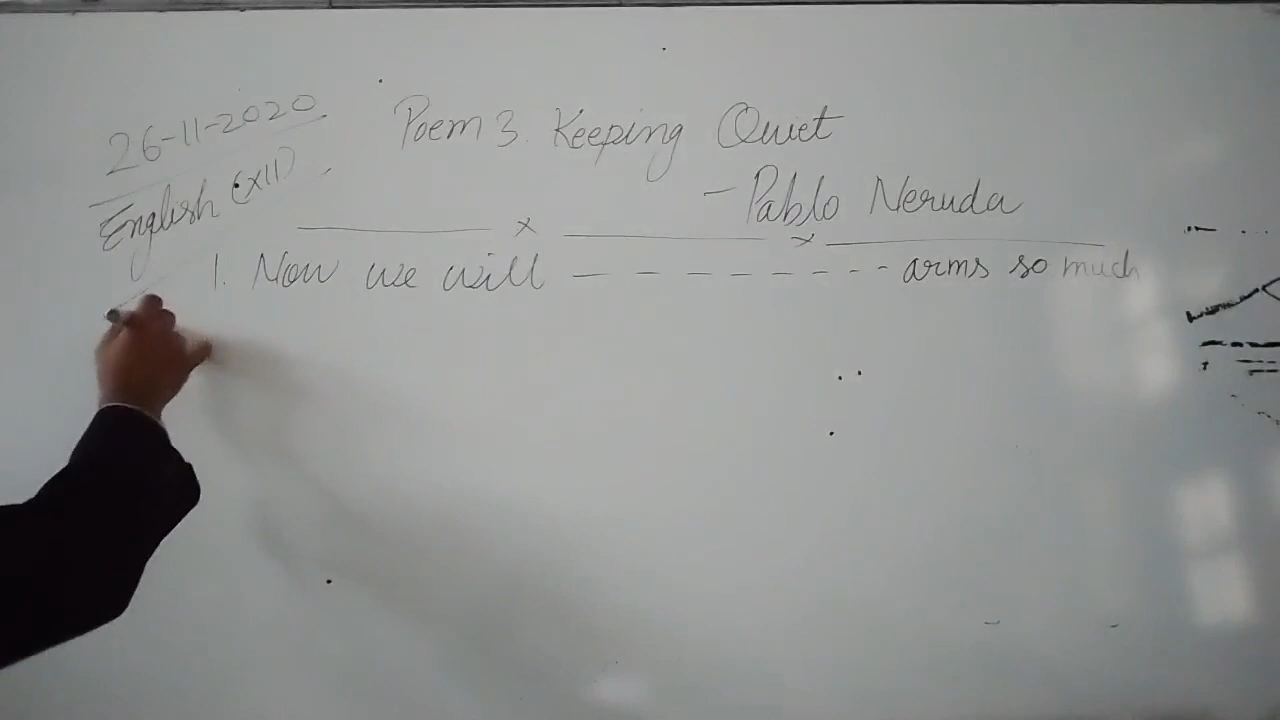 26-11-2020
English (XII)
Poem 3. Keeping Quiet
- Pablo Neruda
1. Now we will - - - - - - - - arms so much